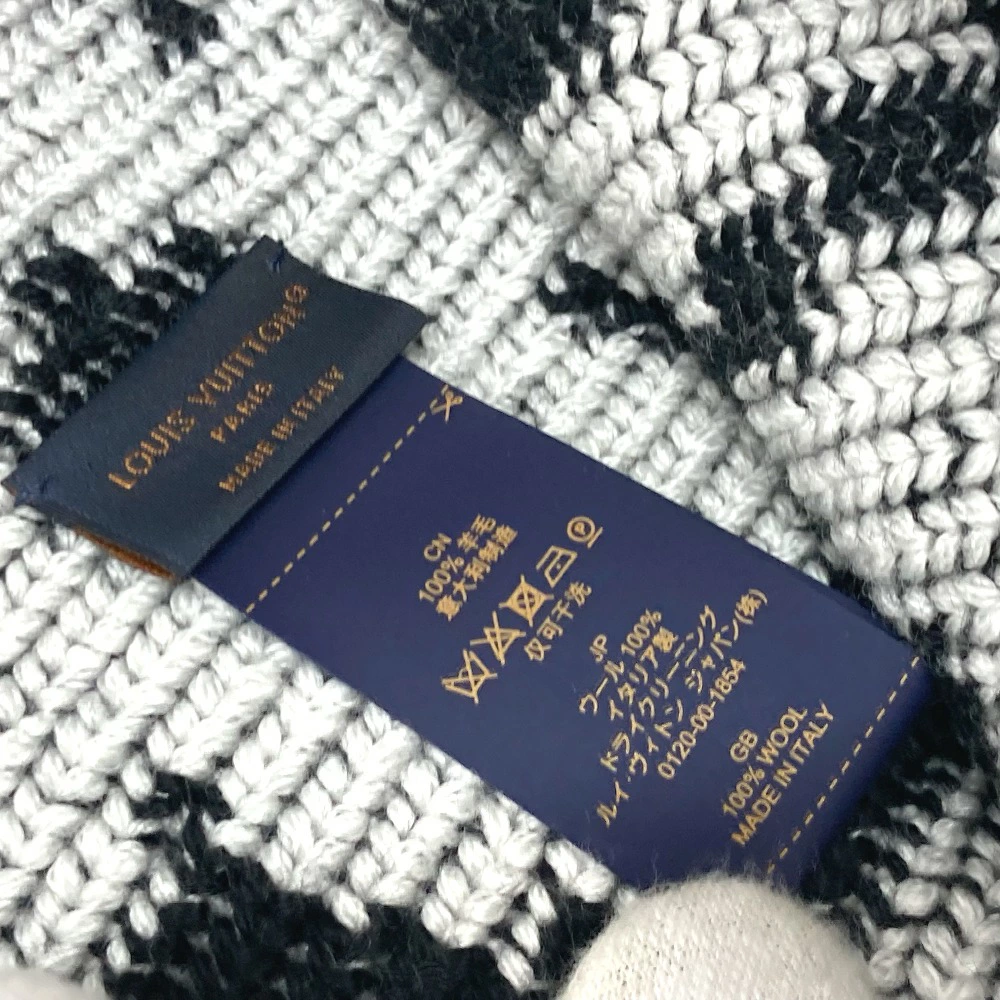 LOUIS VUITTON®
PARIS
MADE IN ITALY
CN
100% 羊毛
意大利制造
P
仅可干洗
JP
ウール 100%
イタリア製
ドライクリーニング
ルイ・ヴィトン ジャパン(株)
0120-00-1854
GB
100% WOOL
MADE IN ITALY